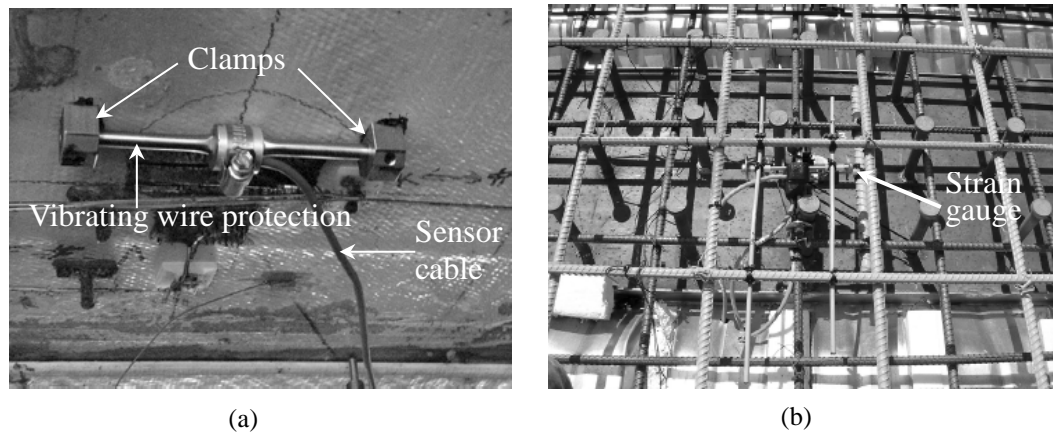 Clamps
Vibrating wire protection
Sensor
cable
(a)
Strain
gauge
(b)